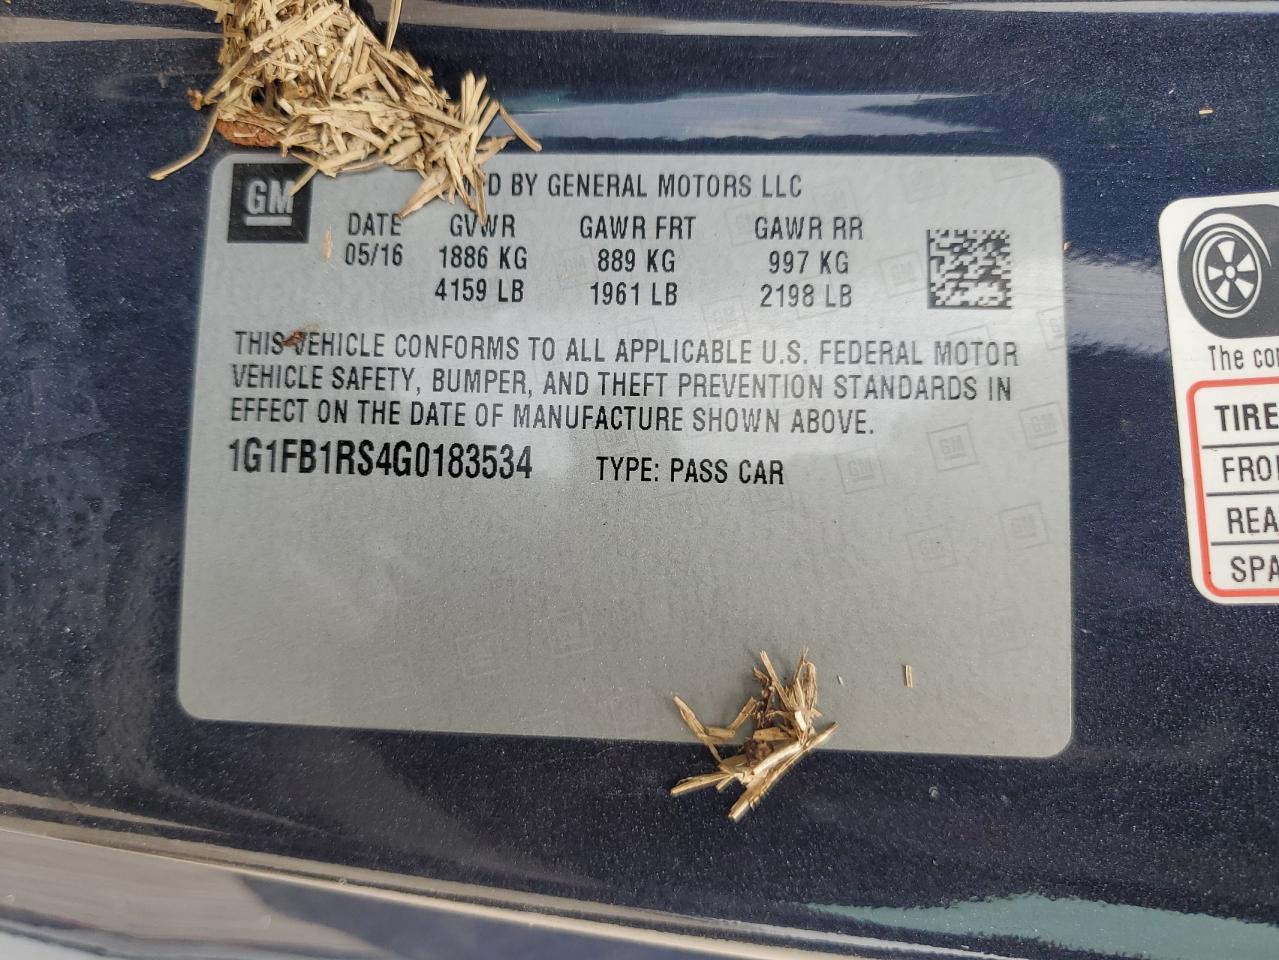 GM
BY GENERAL MOTORS LLC
DATE GVWR GAWR FRT GAWR RR
05/16 1886 KG 889 KG 997 KG
4159 LB 1961 LB 2198 LB
THIS VEHICLE CONFORMS TO ALL APPLICABLE U.S. FEDERAL MOTOR
VEHICLE SAFETY, BUMPER, AND THEFT PREVENTION STANDARDS IN
EFFECT ON THE DATE OF MANUFACTURE SHOWN ABOVE.
1G1FB1RS4G0183534 TYPE: PASS CAR
The
TIRE